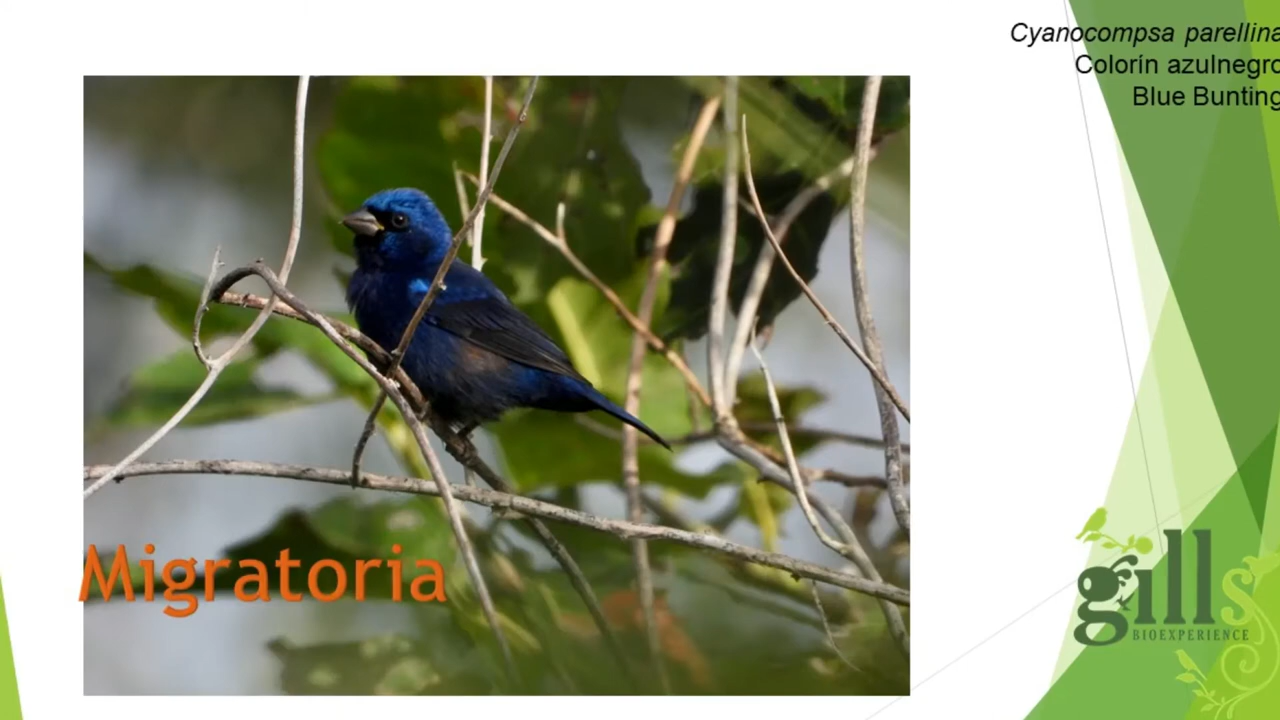 Cyanocompsa parellina
Colorín azulnegro
Blue Bunting
Migratoria
gills
BIOEXPERIENCE